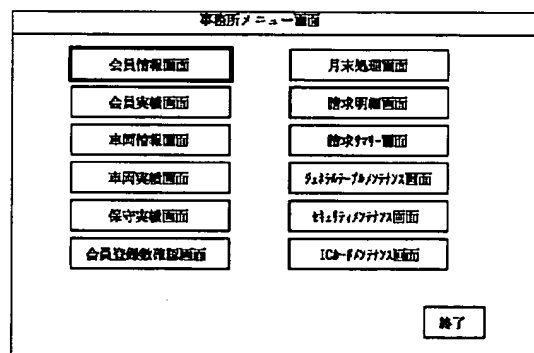 事務所メニュー画面
会員情報画面
会員実績画面
車両情報画面
車両実績画面
保守実績画面
会員登録数確認画面
月末処理画面
請求明細画面
請求ｻﾏﾘｰ画面
ｼﾞｪﾈﾗﾙﾃｰﾌﾞﾙﾒﾝﾃﾅﾝｽ画面
ｾｷｭﾘﾃｨﾒﾝﾃﾅﾝｽ画面
ICｶｰﾄﾞﾒﾝﾃﾅﾝｽ画面
終了